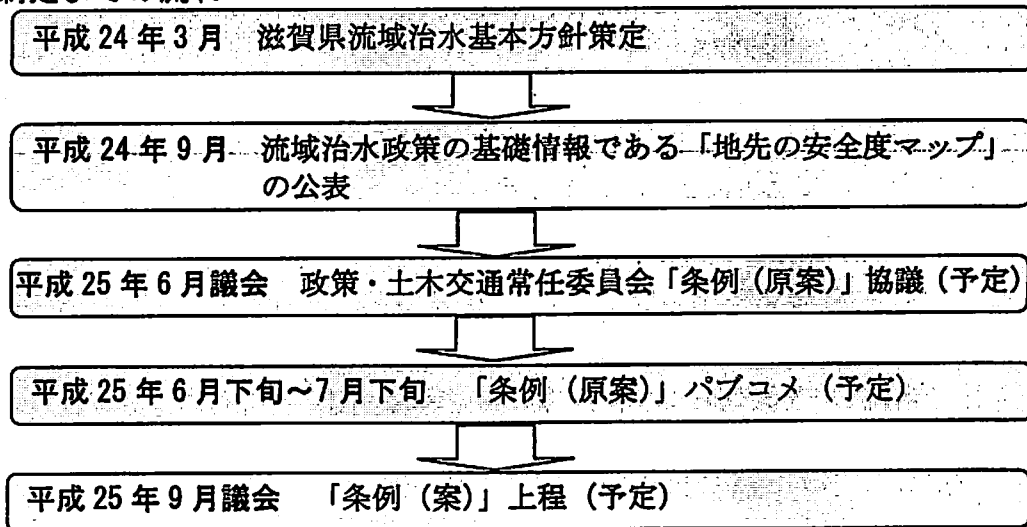 平成24年3月　滋賀県流域治水基本方針策定
平成24年9月　流域治水政策の基礎情報である「地先の安全度マップ」
の公表
平成25年6月議会　政策・土木交通常任委員会「条例（原案）」協議（予定）
平成25年6月下旬～7月下旬　「条例（原案）」パブコメ（予定）
平成25年9月議会　「条例（案）」上程（予定）